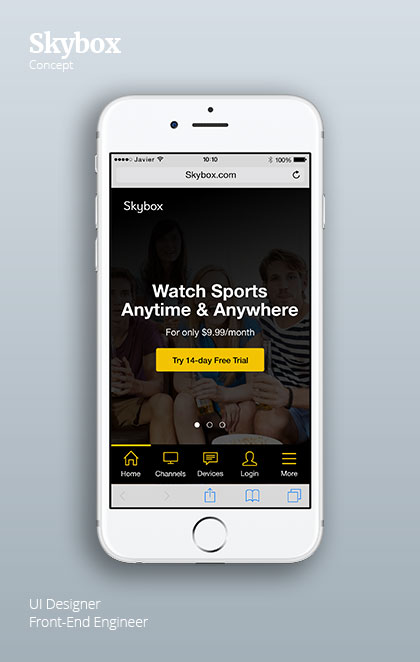 Skybox
Concept
Javier 10:10 100%
Skybox.com
Skybox
Watch Sports
Anytime & Anywhere
For only $9.99/month
Try 14-day Free Trial
Home Channels Devices Login More
UI Designer
Front-End Engineer